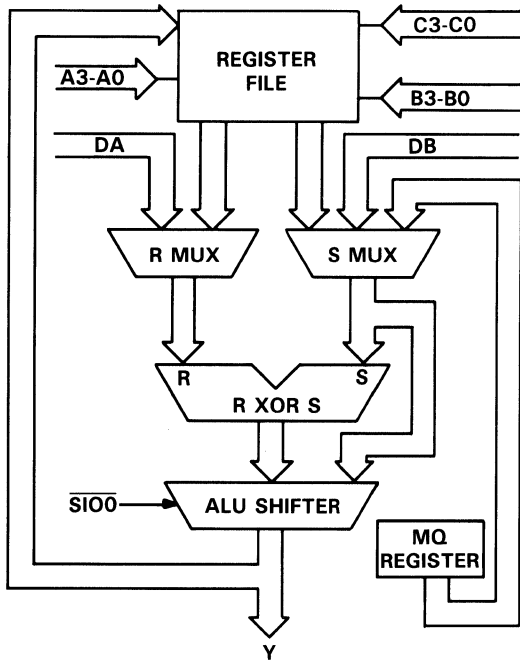 C3-C0
REGISTER
FILE
A3-A0
B3-B0
DA
DB
R MUX
S MUX
R
S
R XOR S
SIO0
ALU SHIFTER
MQ
REGISTER
Y